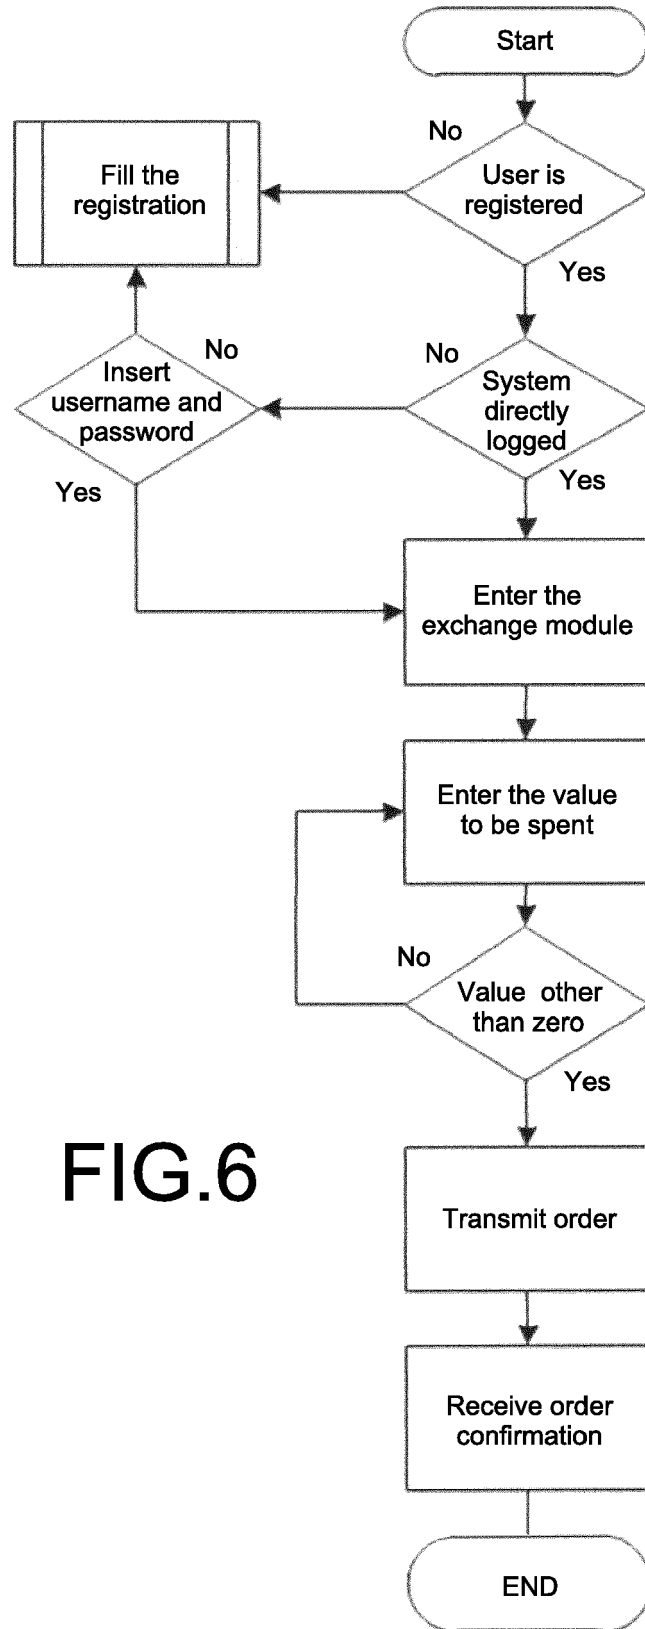 Start
No
User is
registered
Fill the
registration
Yes
No
System
directly
logged
No
Insert
username and
password
Yes
Yes
Enter the
exchange module
Enter the value
to be spent
No
Value other
than zero
Yes
FIG.6
Transmit order
Receive order
confirmation
END